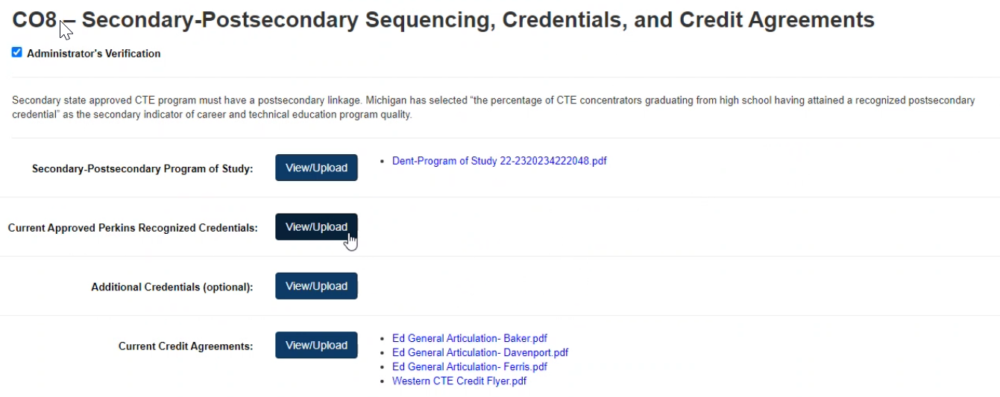 CO8 – Secondary-Postsecondary Sequencing, Credentials, and Credit Agreements
Administrator's Verification
Secondary state approved CTE program must have a postsecondary linkage. Michigan has selected “the percentage of CTE concentrators graduating from high school having attained a recognized postsecondary
credential” as the secondary indicator of career and technical education program quality.
Secondary-Postsecondary Program of Study: View/Upload • Dent-Program of Study 22-2320234222048.pdf
Current Approved Perkins Recognized Credentials: View/Upload
Additional Credentials (optional): View/Upload
Current Credit Agreements: View/Upload • Ed General Articulation- Baker.pdf
• Ed General Articulation- Davenport.pdf
• Ed General Articulation- Ferris.pdf
• Western CTE Credit Flyer.pdf